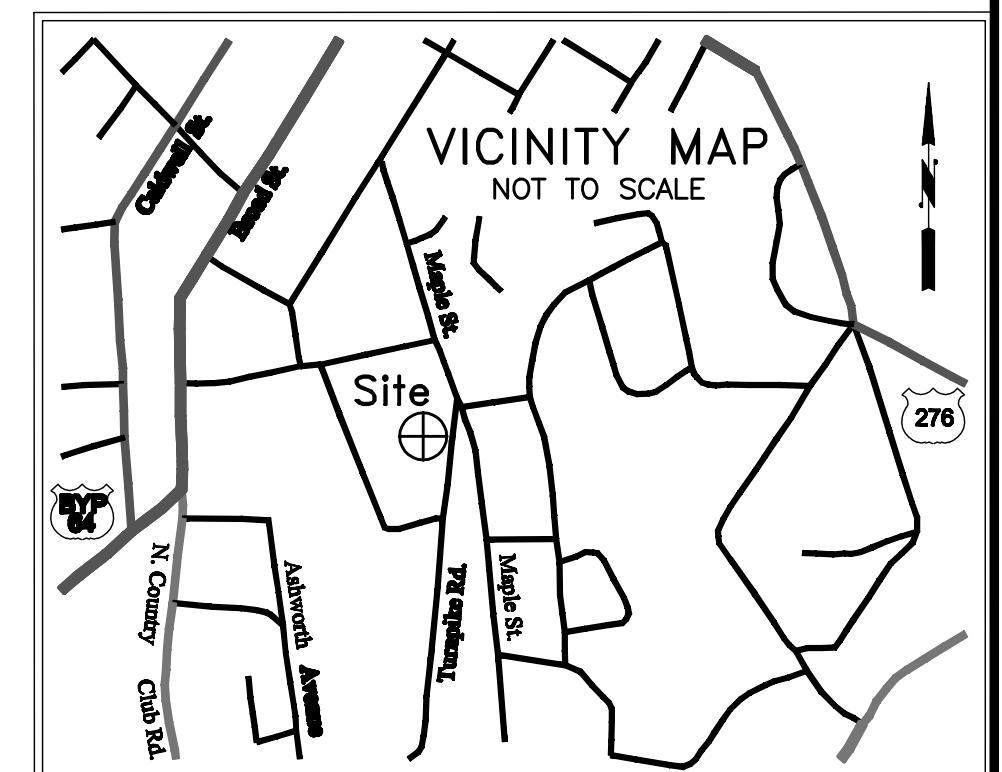 VICINITY MAP
NOT TO SCALE
N
Caldwell St.
Broad St.
Maple St.
Site
276
BYP
64
N. Country
Club Rd.
Ashworth Avenue
Turnpike Rd.
Maple St.